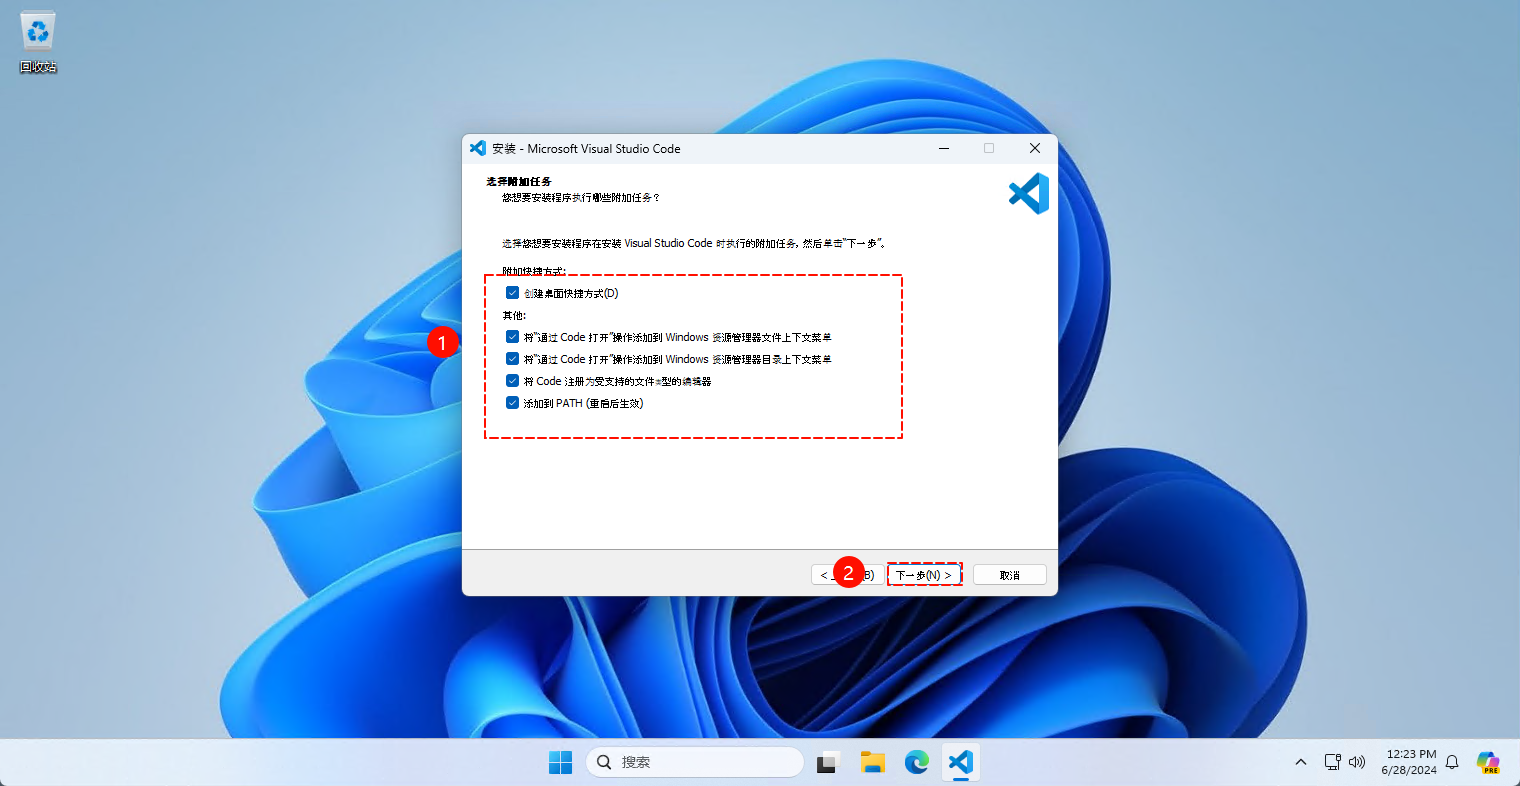 回收站
安装 - Microsoft Visual Studio Code
选择附加任务
您想要安装程序执行哪些附加任务？
选择您想要安装程序在安装 Visual Studio Code 时执行的附加任务, 然后单击“下一步”。
附加快捷方式:
创建桌面快捷方式(D)
其他:
将“通过 Code 打开”操作添加到 Windows 资源管理器文件上下文菜单
1
将“通过 Code 打开”操作添加到 Windows 资源管理器目录上下文菜单
将 Code 注册为受支持的文件类型的编辑器
添加到 PATH (重启后生效)
< 2 B) 下一步(N) > 取消
搜索
12:23 PM
6/28/2024
PRE